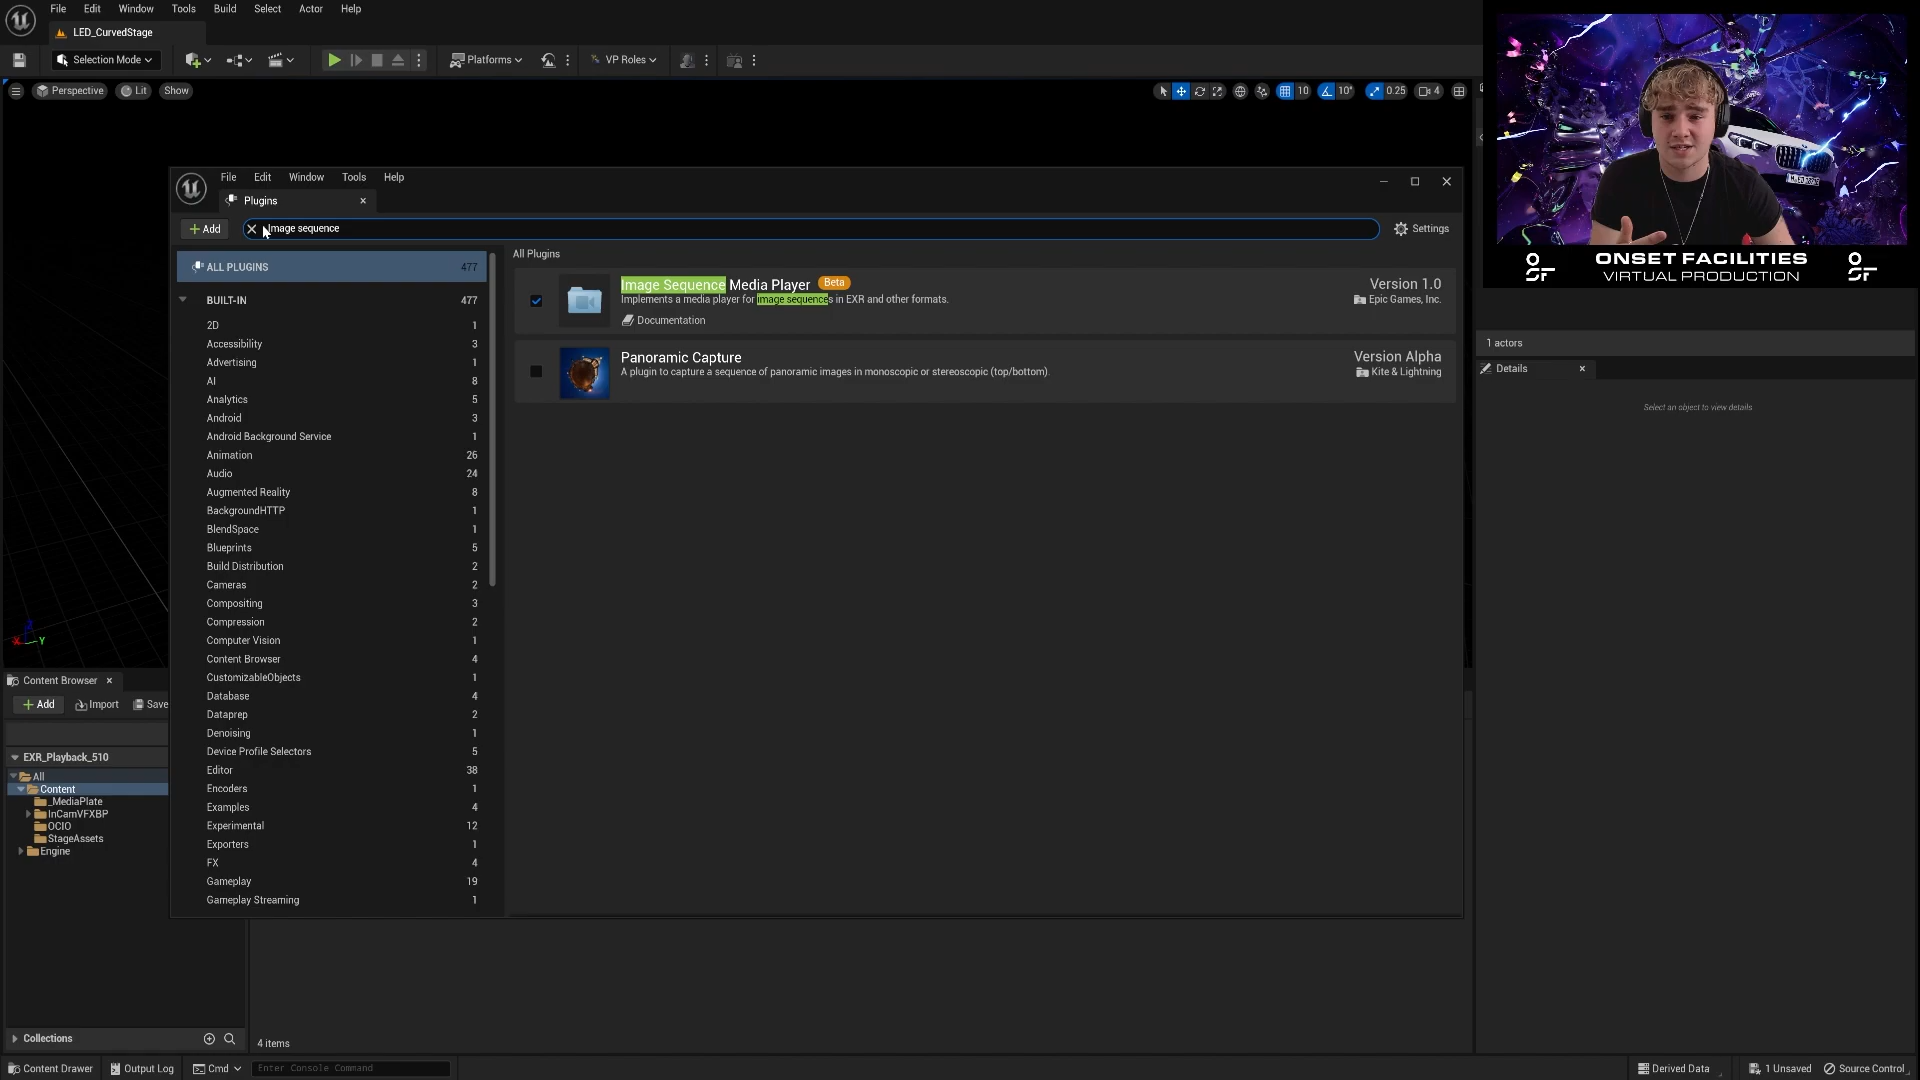 File Edit Window Tools Build Select Actor Help
LED_CurvedStage
Selection Mode Platforms VP Roles
Perspective Lit Show 10 10° 0.25 4
File Edit Window Tools Help
Plugins
Add Image sequence Settings
ALL PLUGINS 477
BUILT-IN 477
2D 1
Accessibility 3
Advertising 1
AI 8
Analytics 5
Android 3
Android Background Service 1
Animation 26
Audio 24
Augmented Reality 8
BackgroundHTTP 1
BlendSpace 1
Blueprints 5
Build Distribution 2
Cameras 2
Compositing 3
Compression 2
Computer Vision 1
Content Browser 4
CustomizableObjects 1
Database 4
Dataprep 2
Denoising 1
Device Profile Selectors 5
Editor 38
Encoders 1
Examples 4
Experimental 12
Exporters 1
FX 4
Gameplay 19
Gameplay Streaming 1
All Plugins
Image Sequence Media Player Beta Version 1.0
Implements a media player for image sequences in EXR and other formats. Epic Games, Inc.
Documentation
Panoramic Capture Version Alpha
A plugin to capture a sequence of panoramic images in monoscopic or stereoscopic (top/bottom). Kite & Lightning
ONSET FACILITIES
VIRTUAL PRODUCTION
1 actors
Details
Select an object to view details
Content Browser
Add Import Save
EXR_Playback_510
All
Content
_MediaPlate
InCamVFXBP
OCIO
StageAssets
Engine
Collections
4 items
Content Drawer Output Log Cmd Enter Console Command Derived Data 1 Unsaved Source Control